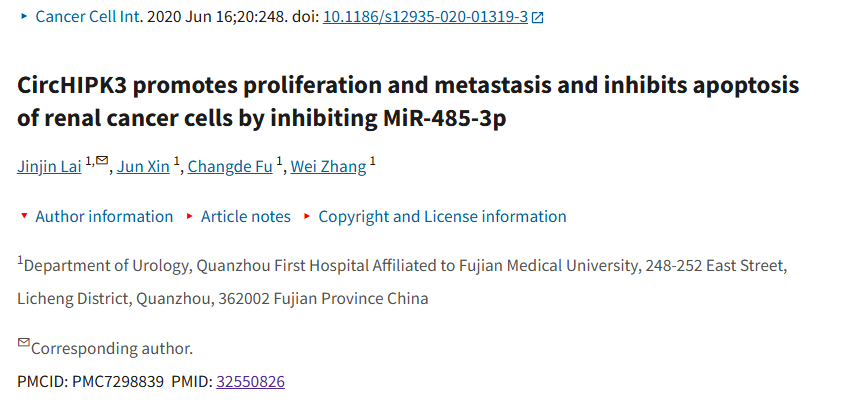 Cancer Cell Int. 2020 Jun 16;20:248. doi: 10.1186/s12935-020-01319-3
CircHIPK3 promotes proliferation and metastasis and inhibits apoptosis
of renal cancer cells by inhibiting MiR-485-3p
Jinjin Lai 1,✉, Jun Xin 1, Changde Fu 1, Wei Zhang 1
Author information Article notes Copyright and License information
1Department of Urology, Quanzhou First Hospital Affiliated to Fujian Medical University, 248-252 East Street,
Licheng District, Quanzhou, 362002 Fujian Province China
✉Corresponding author.
PMCID: PMC7298839 PMID: 32550826